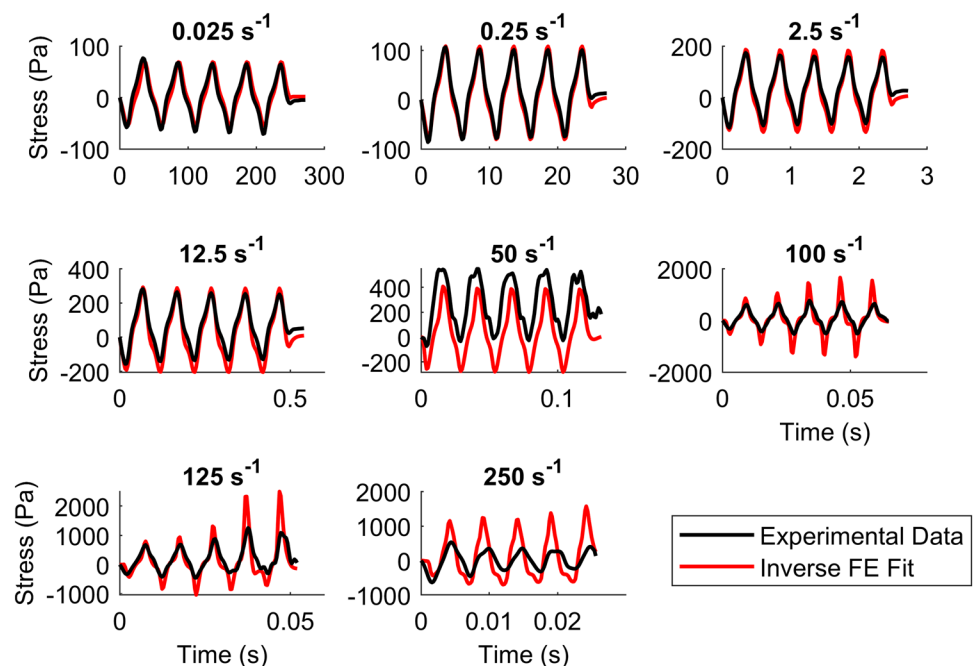 0.025 s-1
0.25 s-1
2.5 s-1
Stress (Pa)
100
0
-100
0 100 200 300
100
0
-100
0 10 20 30
200
0
-200
0 1 2 3
12.5 s-1
50 s-1
100 s-1
Stress (Pa)
400
200
0
-200
0 0.5
400
200
0
-200
0 0.1
2000
0
-2000
0 0.05
Time (s)
125 s-1
250 s-1
Stress (Pa)
2000
1000
0
-1000
0 0.05
Time (s)
2000
1000
0
-1000
0 0.01 0.02
Time (s)
Experimental Data
Inverse FE Fit